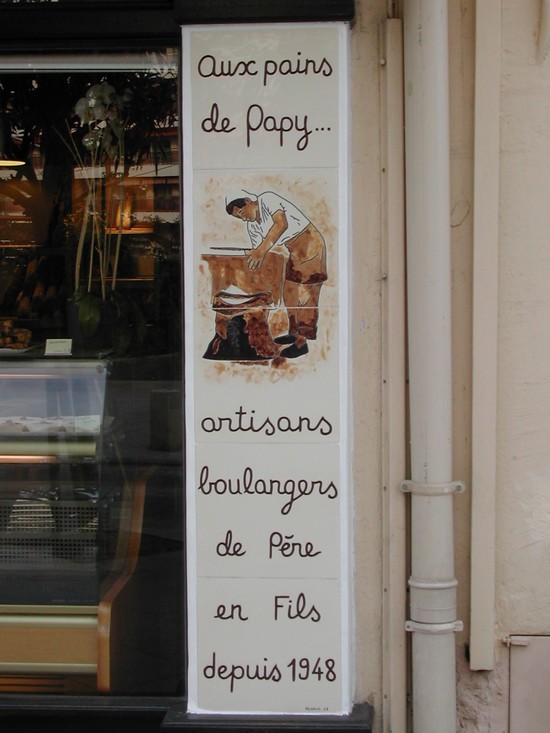 Aux pains
de Papy...
artisans
boulangers
de Père
en Fils
depuis 1948